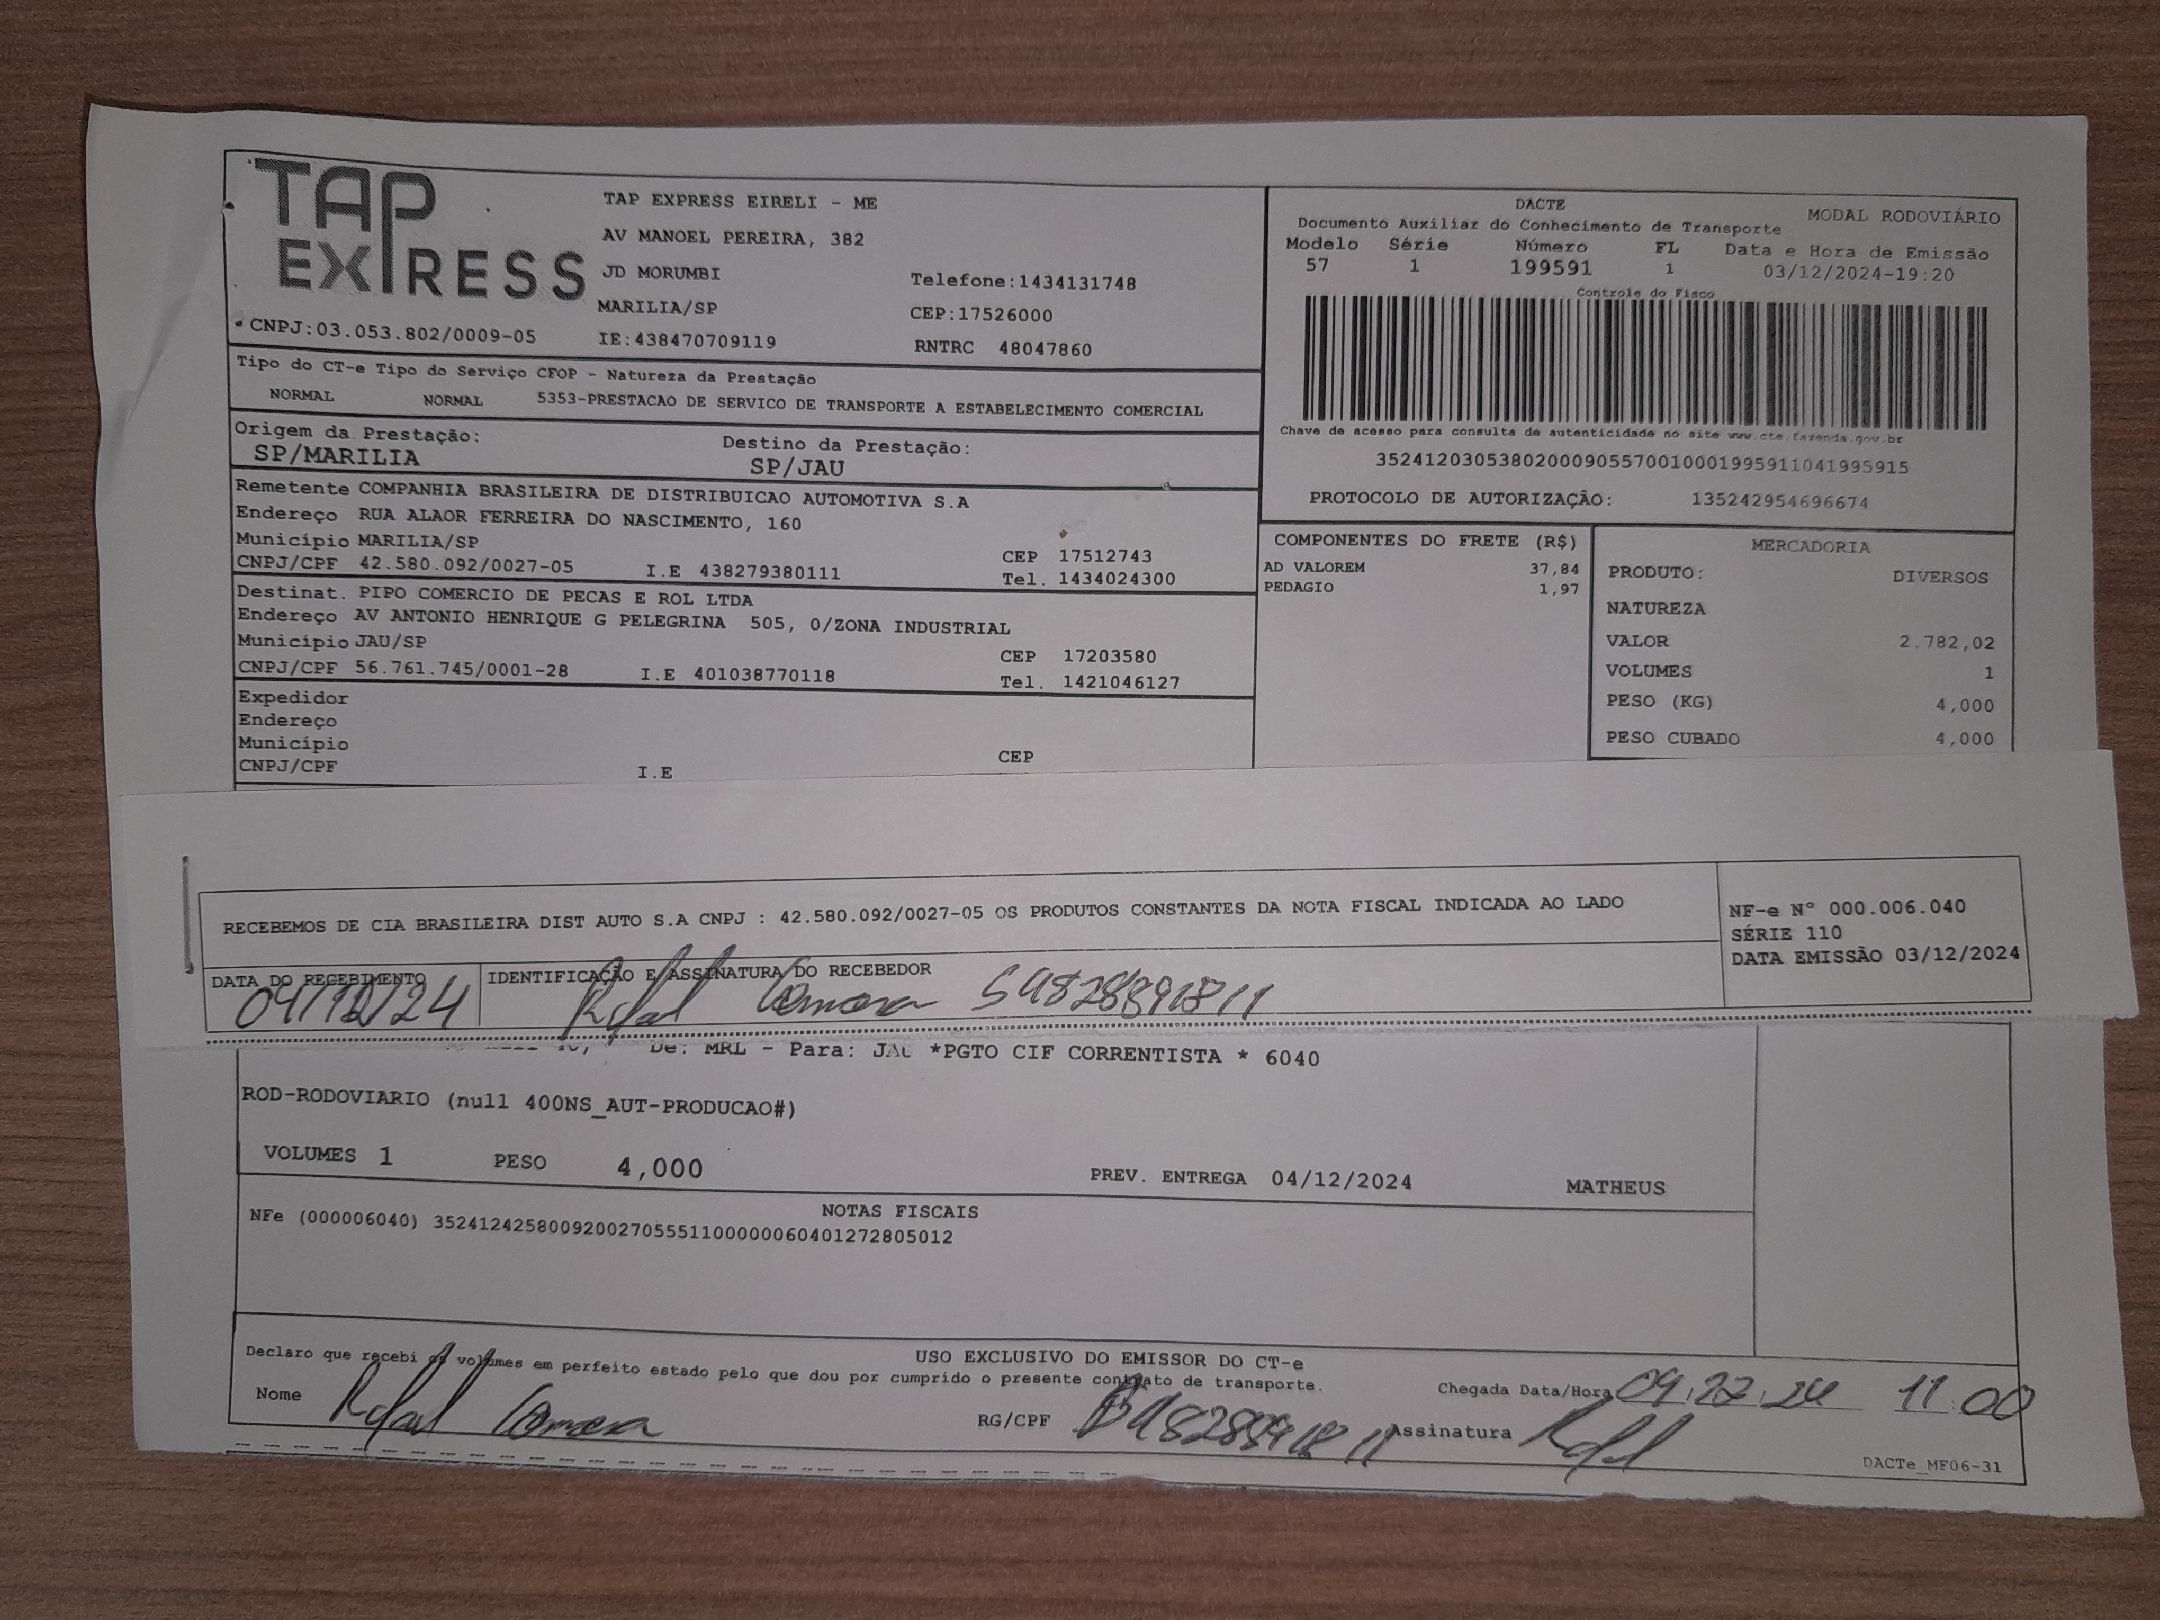 TAP EXPRESS
TAP EXPRESS EIRELI - ME
AV MANOEL PEREIRA, 382
JD MORUMBI
Telefone:1434131748
MARILIA/SP
CEP:17526000
CNPJ:03.053.802/0009-05
IE:438470709119
RNTRC 48047860
DACTE
MODAL RODOVIÁRIO
Documento Auxiliar do Conhecimento de Transporte
Modelo Série Número FL Data e Hora de Emissão
57 1 199591 1 03/12/2024-19:20
Controle do Fisco
Chave de acesso para consulta de autenticidade no site www.cte.fazenda.gov.br
35241203053802000905570010001995911041995915
PROTOCOLO DE AUTORIZAÇÃO: 135242954696674
Tipo do CT-e Tipo do Serviço CFOP - Natureza da Prestação
NORMAL NORMAL 5353-PRESTACAO DE SERVICO DE TRANSPORTE A ESTABELECIMENTO COMERCIAL
Origem da Prestação: Destino da Prestação:
SP/MARILIA SP/JAU
Remetente COMPANHIA BRASILEIRA DE DISTRIBUICAO AUTOMOTIVA S.A
Endereço RUA ALAOR FERREIRA DO NASCIMENTO, 160
Município MARILIA/SP CEP 17512743
CNPJ/CPF 42.580.092/0027-05 I.E 438279380111 Tel. 1434024300
Destinat. PIPO COMERCIO DE PECAS E ROL LTDA
Endereço AV ANTONIO HENRIQUE G PELEGRINA 505, 0/ZONA INDUSTRIAL
Município JAU/SP CEP 17203580
CNPJ/CPF 56.761.745/0001-28 I.E 401038770118 Tel. 1421046127
Expedidor
Endereço
Município CEP
CNPJ/CPF I.E
COMPONENTES DO FRETE (R$)
AD VALOREM 37,84
PEDAGIO 1,97
MERCADORIA
PRODUTO: DIVERSOS
NATUREZA
VALOR 2.782,02
VOLUMES 1
PESO (KG) 4,000
PESO CUBADO 4,000
RECEBEMOS DE CIA BRASILEIRA DIST AUTO S.A CNPJ : 42.580.092/0027-05 OS PRODUTOS CONSTANTES DA NOTA FISCAL INDICADA AO LADO
NF-e Nº 000.006.040
SÉRIE 110
DATA EMISSÃO 03/12/2024
DATA DO RECEBIMENTO IDENTIFICAÇÃO E ASSINATURA DO RECEBEDOR
04/12/24
De: MRL - Para: JAU *PGTO CIF CORRENTISTA * 6040
ROD-RODOVIARIO (null 400NS_AUT-PRODUCAO#)
VOLUMES 1 PESO 4,000 PREV. ENTREGA 04/12/2024 MATHEUS
NOTAS FISCAIS
NFe (000006040) 35241242580092002705551100000060401272805012
USO EXCLUSIVO DO EMISSOR DO CT-e
Declaro que recebi os volumes em perfeito estado pelo que dou por cumprido o presente contrato de transporte.
Nome RG/CPF Chegada Data/Hora 11:00
Assinatura
DACTe_MF06-31